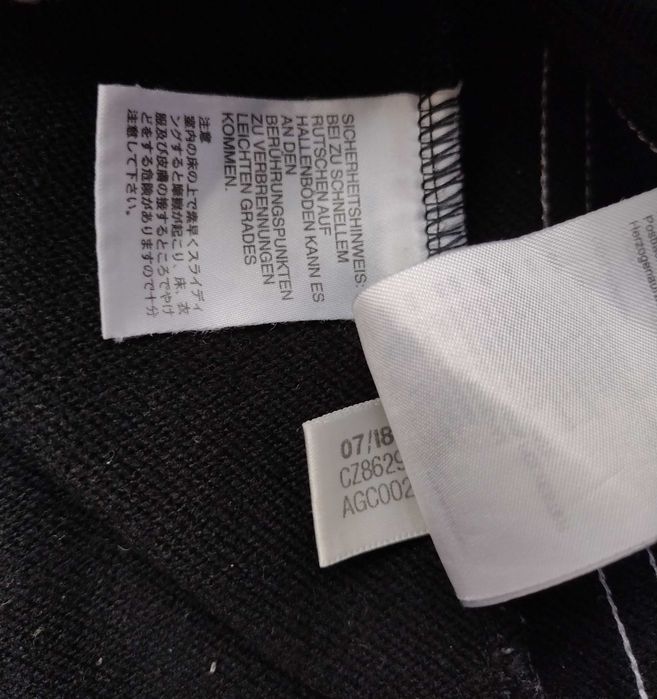 SICHERHEITSHINWEIS:
BEI ZU SCHNELLEM
RUTSCHEN AUF
HALLENBÖDEN KANN ES
AN DEN
BERÜHRUNGSPUNKTEN
ZU VERBRENNUNGEN
LEICHTEN GRADES
KOMMEN.
注意
室内の床の上で素早くスライディ
ングすると摩擦が起こり、床、衣
服及び皮膚の接するところでやけ
どをする危険がありますので十分
注意して下さい。
07/18
CZ8629
AGC002
Herzogenau